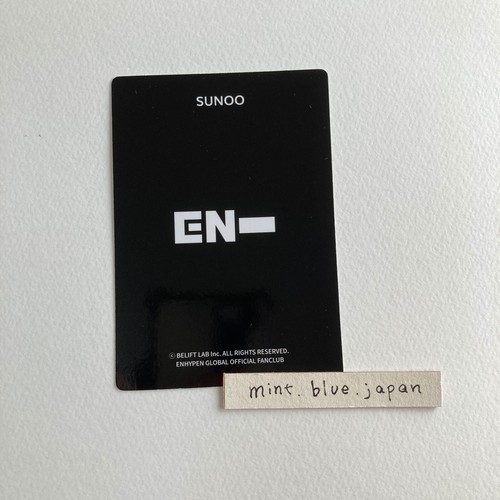 SUNOO
EN-
ⓒ BELIFT LAB Inc. ALL RIGHTS RESERVED.
ENHYPEN GLOBAL OFFICIAL FANCLUB
mint. blue. japan